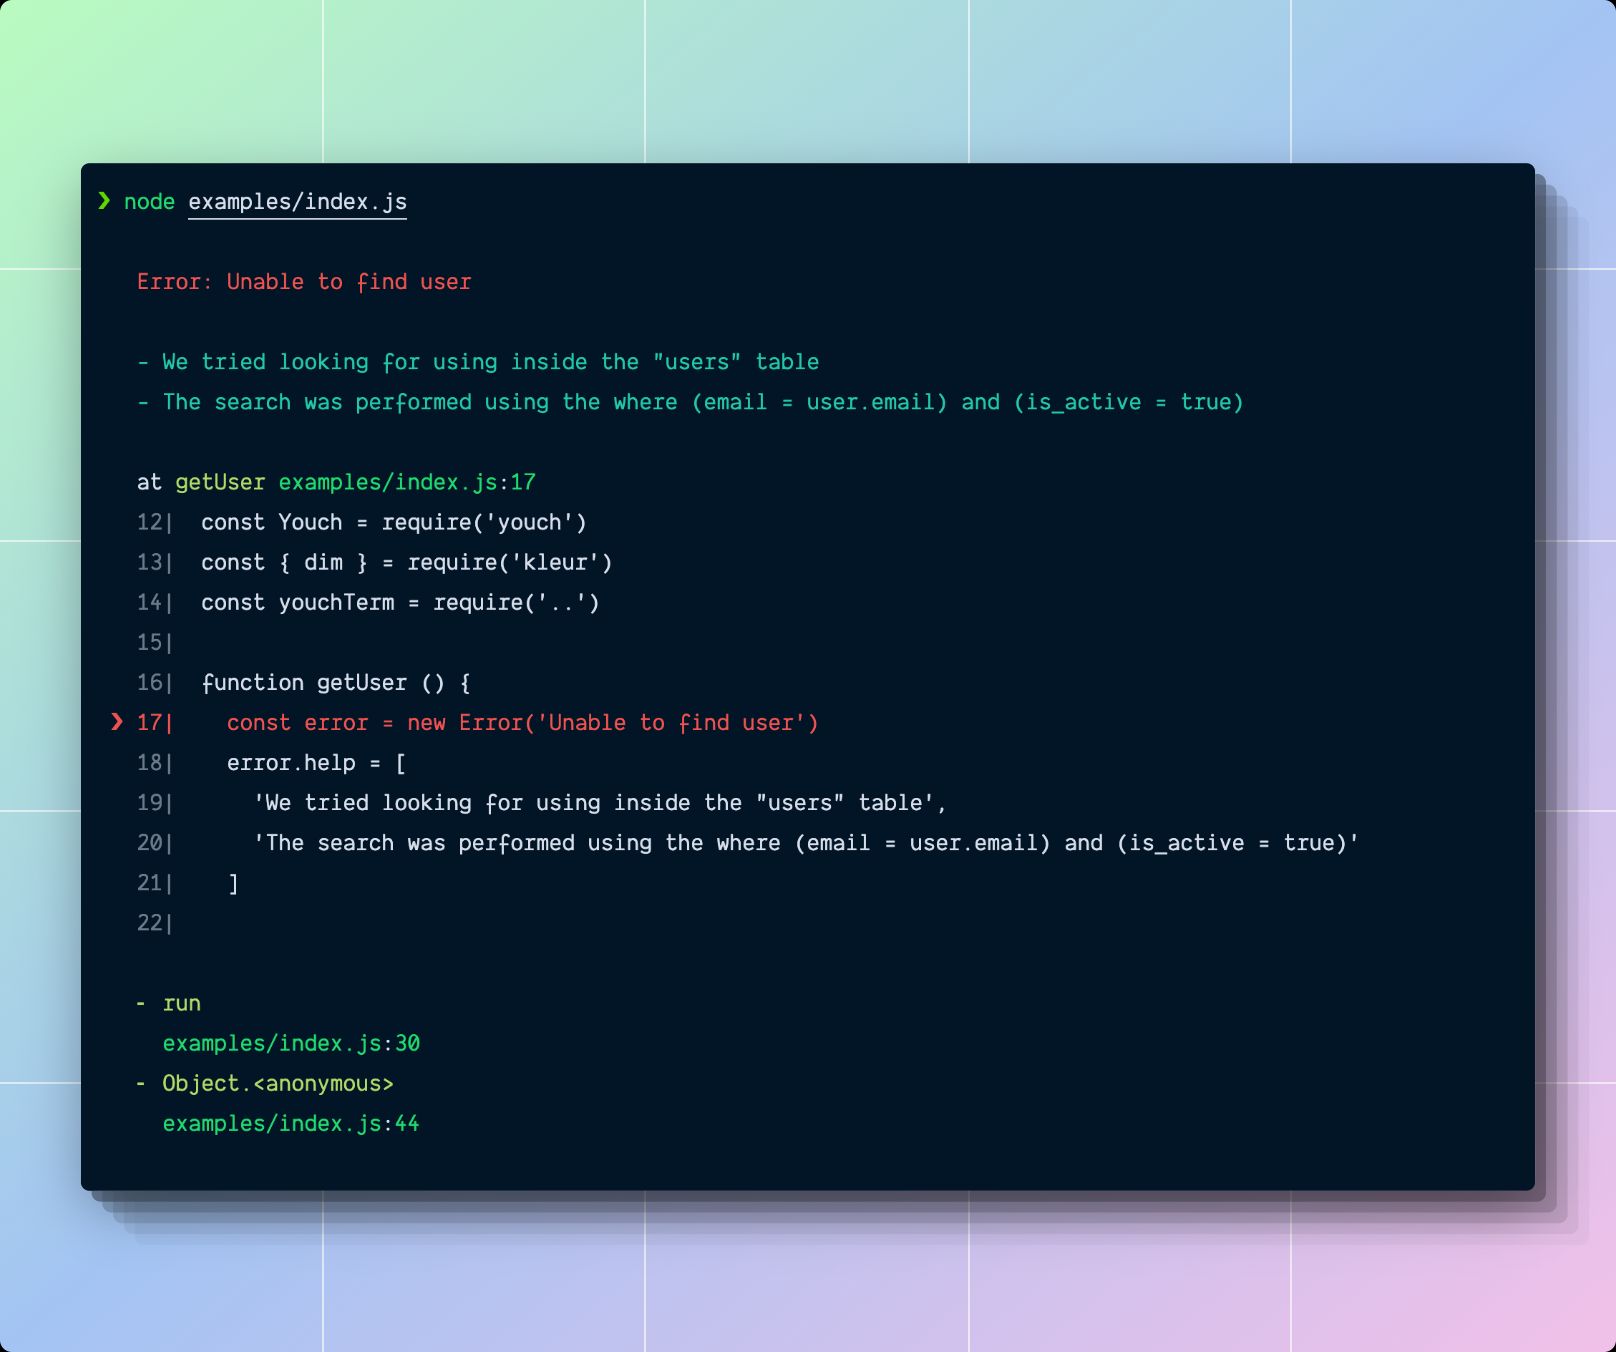 ❯ node examples/index.js
Error: Unable to find user
- We tried looking for using inside the "users" table
- The search was performed using the where (email = user.email) and (is_active = true)
at getUser examples/index.js:17
12|  const Youch = require('youch')
13|  const { dim } = require('kleur')
14|  const youchTerm = require('..')
15|
16|  function getUser () {
❯ 17|    const error = new Error('Unable to find user')
18|    error.help = [
19|      'We tried looking for using inside the "users" table',
20|      'The search was performed using the where (email = user.email) and (is_active = true)'
21|    ]
22|
- run
examples/index.js:30
- Object.<anonymous>
examples/index.js:44